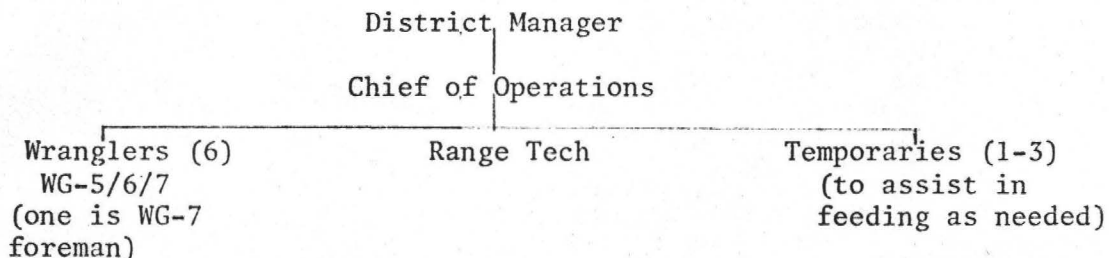 District Manager
Chief of Operations
Wranglers (6) Range Tech Temporaries (1-3)
WG-5/6/7 (to assist in
(one is WG-7 feeding as needed)
foreman)